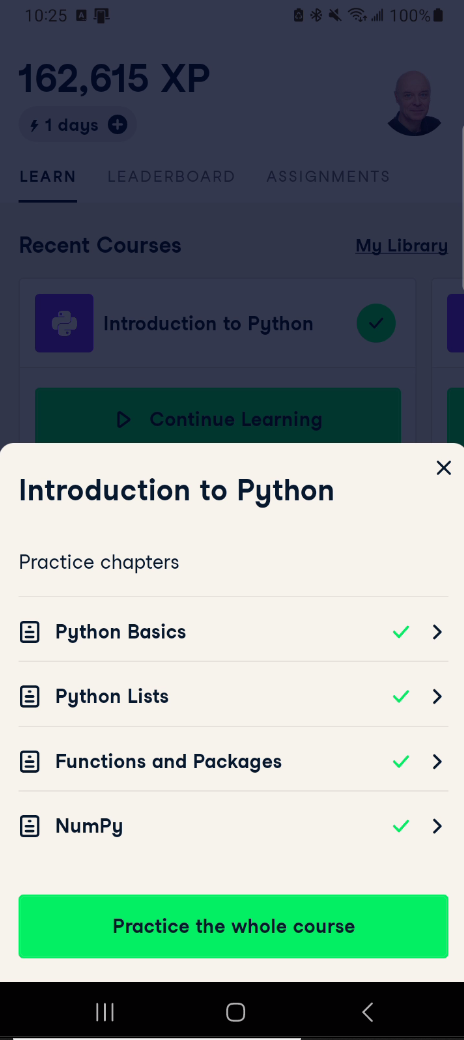 10:25
100%
162,615 XP
1 days
LEARN
LEADERBOARD
ASSIGNMENTS
Recent Courses
My Library
Introduction to Python
Continue Learning
Introduction to Python
Practice chapters
Python Basics
Python Lists
Functions and Packages
NumPy
Practice the whole course